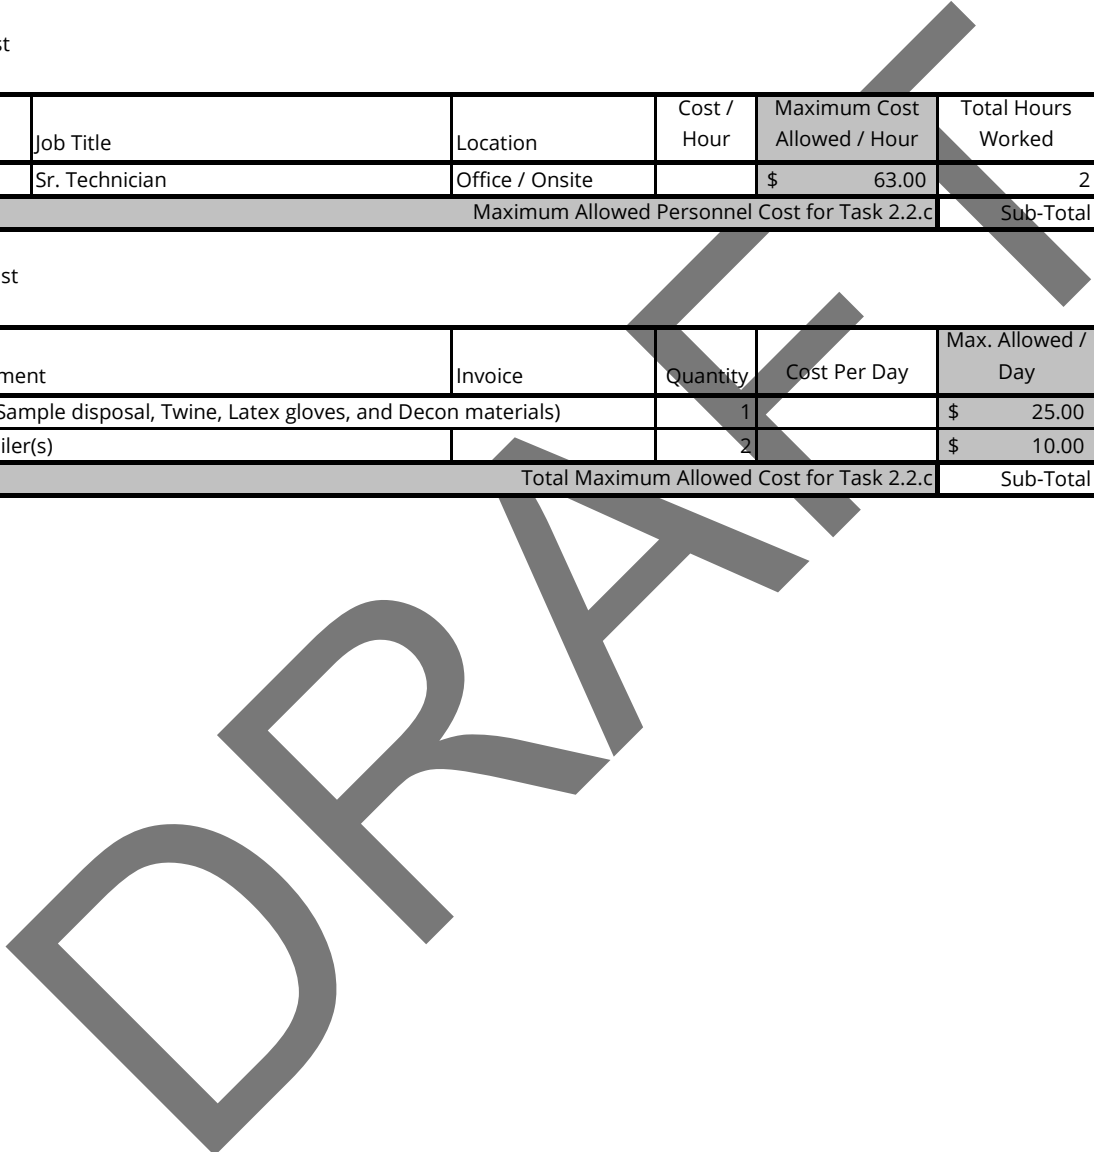 st
Job Title Location Cost / Hour Maximum Cost Allowed / Hour Total Hours Worked
Sr. Technician Office / Onsite $ 63.00 2
Maximum Allowed Personnel Cost for Task 2.2.c Sub-Total
st
ment Invoice Quantity Cost Per Day Max. Allowed / Day
Sample disposal, Twine, Latex gloves, and Decon materials) 1 $ 25.00
iler(s) 2 $ 10.00
Total Maximum Allowed Cost for Task 2.2.c Sub-Total
DRAFT